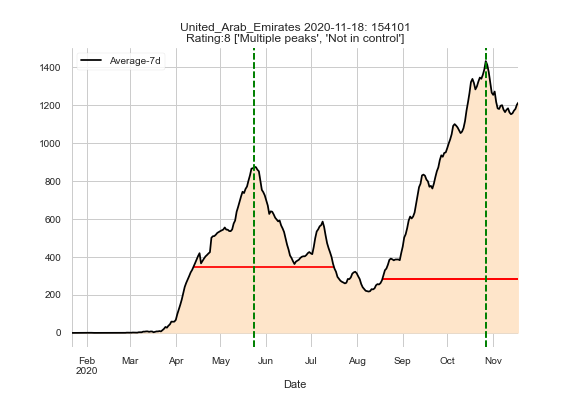 United_Arab_Emirates 2020-11-18: 154101
Rating:8 ['Multiple peaks', 'Not in control']
Average-7d
1400
1200
1000
800
600
400
200
0
Feb Mar Apr May Jun Jul Aug Sep Oct Nov
2020
Date